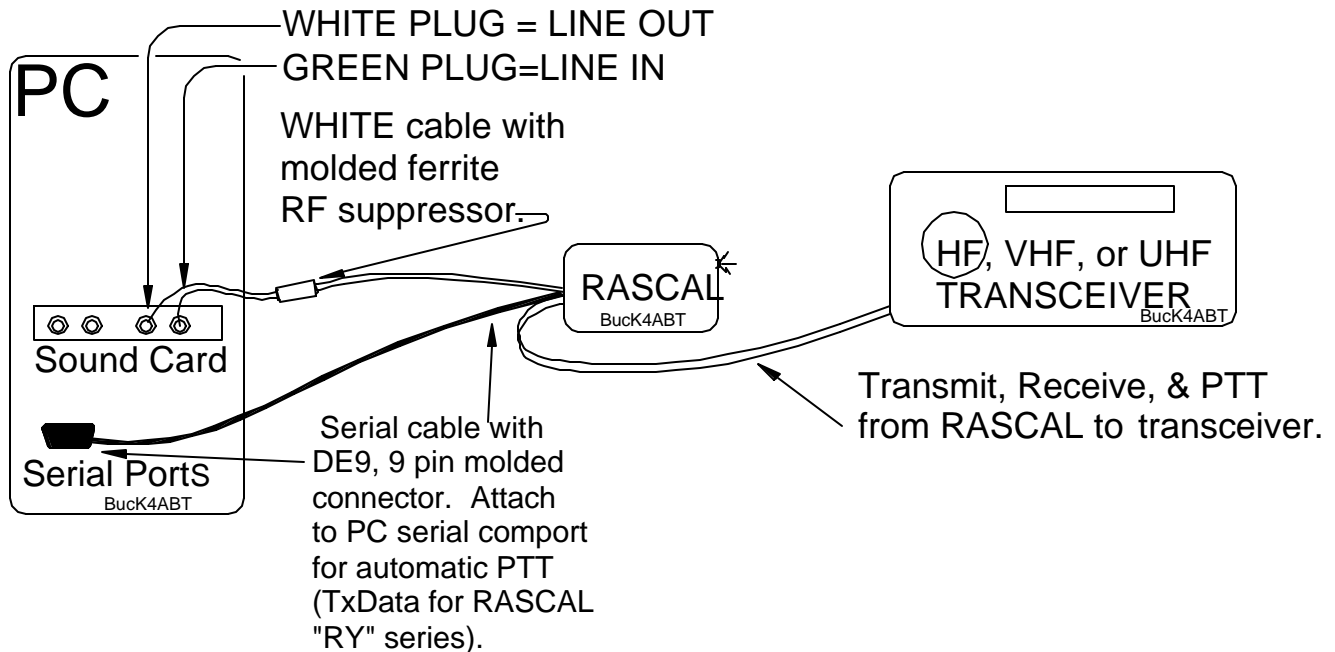 WHITE PLUG = LINE OUT
GREEN PLUG=LINE IN
PC
WHITE cable with
molded ferrite
RF suppressor.
RASCAL
BucK4ABT
HF, VHF, or UHF
TRANSCEIVER
BucK4ABT
Sound Card
Transmit, Receive, & PTT
from RASCAL to transceiver.
Serial PortS
BucK4ABT
Serial cable with
DE9, 9 pin molded
connector. Attach
to PC serial comport
for automatic PTT
(TxData for RASCAL
"RY" series).